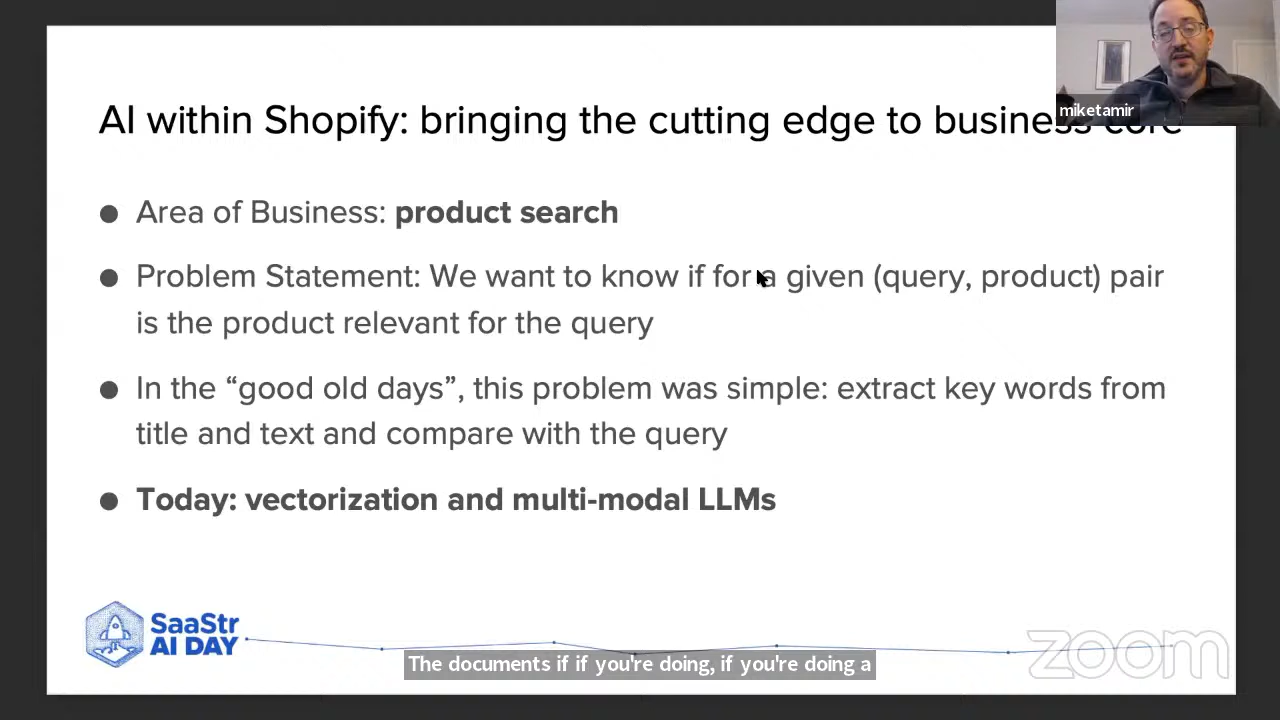 miketamir
AI within Shopify: bringing the cutting edge to business core
● Area of Business: product search
● Problem Statement: We want to know if for a given (query, product) pair
is the product relevant for the query
● In the “good old days”, this problem was simple: extract key words from
title and text and compare with the query
● Today: vectorization and multi-modal LLMs
SaaStr
AI DAY
The documents if if you're doing, if you're doing a
zoom